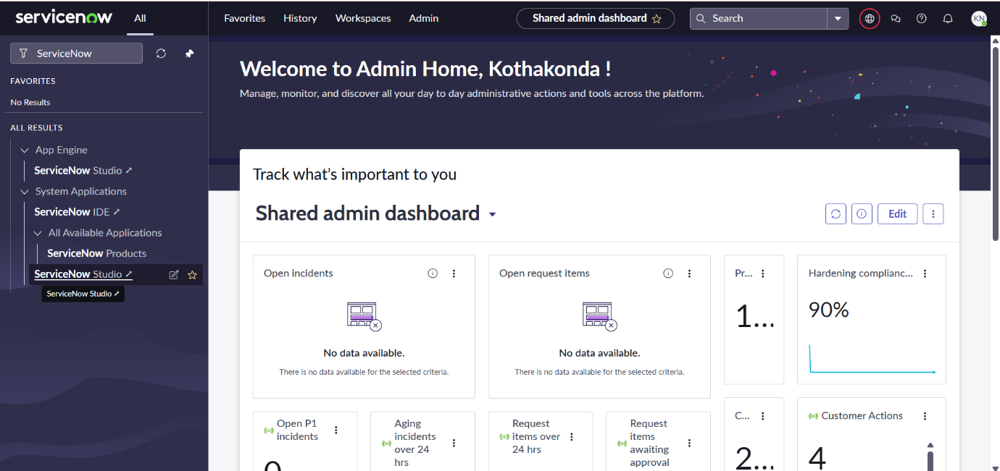 servicenow
All
Favorites
History
Workspaces
Admin
Shared admin dashboard
Search
KN
ServiceNow
FAVORITES
No Results
ALL RESULTS
App Engine
ServiceNow Studio
System Applications
ServiceNow IDE
All Available Applications
ServiceNow Products
ServiceNow Studio
ServiceNow Studio
Welcome to Admin Home, Kothakonda !
Manage, monitor, and discover all your day to day administrative actions and tools across the platform.
Track what's important to you
Shared admin dashboard
Edit
Open incidents
No data available.
There is no data available for the selected criteria.
Open request items
No data available.
There is no data available for the selected criteria.
Pr...
1...
Hardening complianc...
90%
Open P1
incidents
0
Aging
incidents
over 24
hrs
Request
items over
24 hrs
Request
items
awaiting
approval
C...
2...
Customer Actions
4